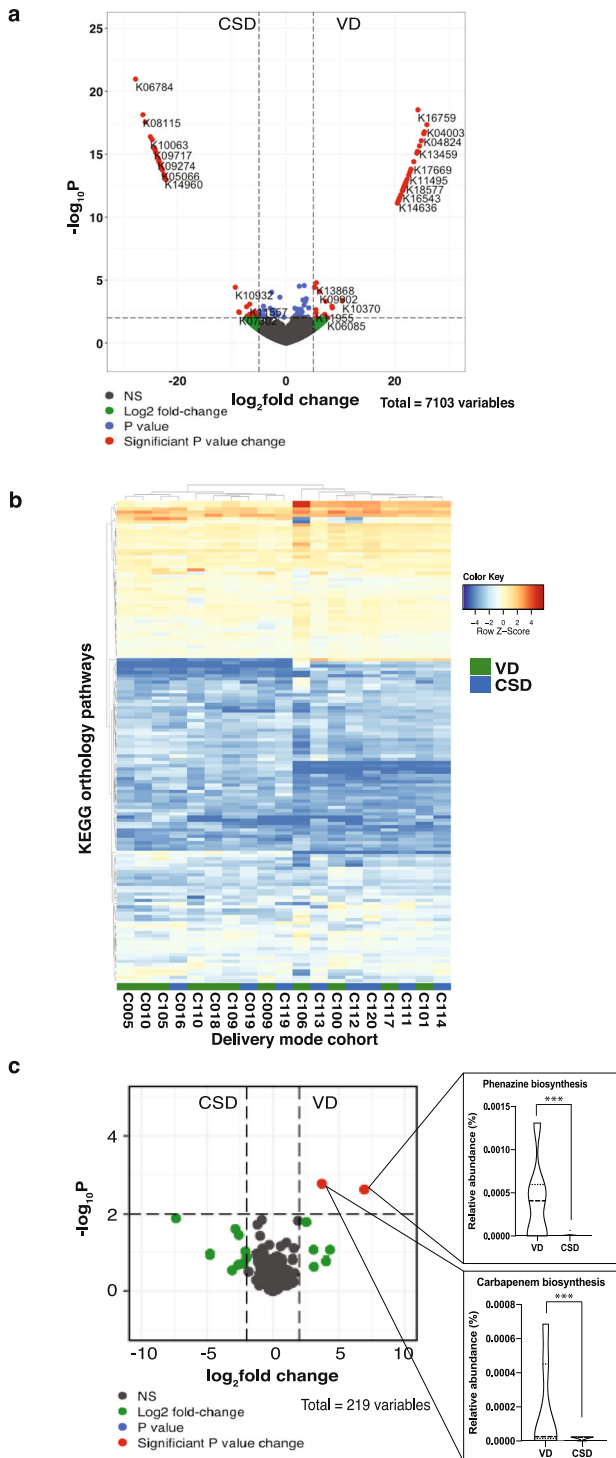 a
CSD
VD
25
20
15
10
5
0
-log10P
K06784
K08115
K10063
K09717
K09274
K05066
K14960
K16759
K04003
K04824
K13459
K17669
K11495
K18577
K16543
K14636
K10932
K07302
K13868
K09902
K10370
K06085
-20
0
20
log2fold change
Total = 7103 variables
NS
Log2 fold-change
P value
Significiant P value change
b
KEGG orthology pathways
Color Key
-4 -2 0 2 4
Row Z-Score
VD
CSD
C005 C010 C105 C016 C110 C018 C109 C019 C009 C119 C106 C113 C100 C112 C120 C117 C111 C101 C114
Delivery mode cohort
c
CSD
VD
4
2
0
-log10P
-10
-5
0
5
10
log2fold change
Total = 219 variables
NS
Log2 fold-change
P value
Significiant P value change
Phenazine biosynthesis
***
Relative abundance (%)
0.0015
0.0010
0.0005
0.0000
VD
CSD
Carbapenem biosynthesis
***
Relative abundance (%)
0.0008
0.0006
0.0004
0.0002
0.0000
VD
CSD